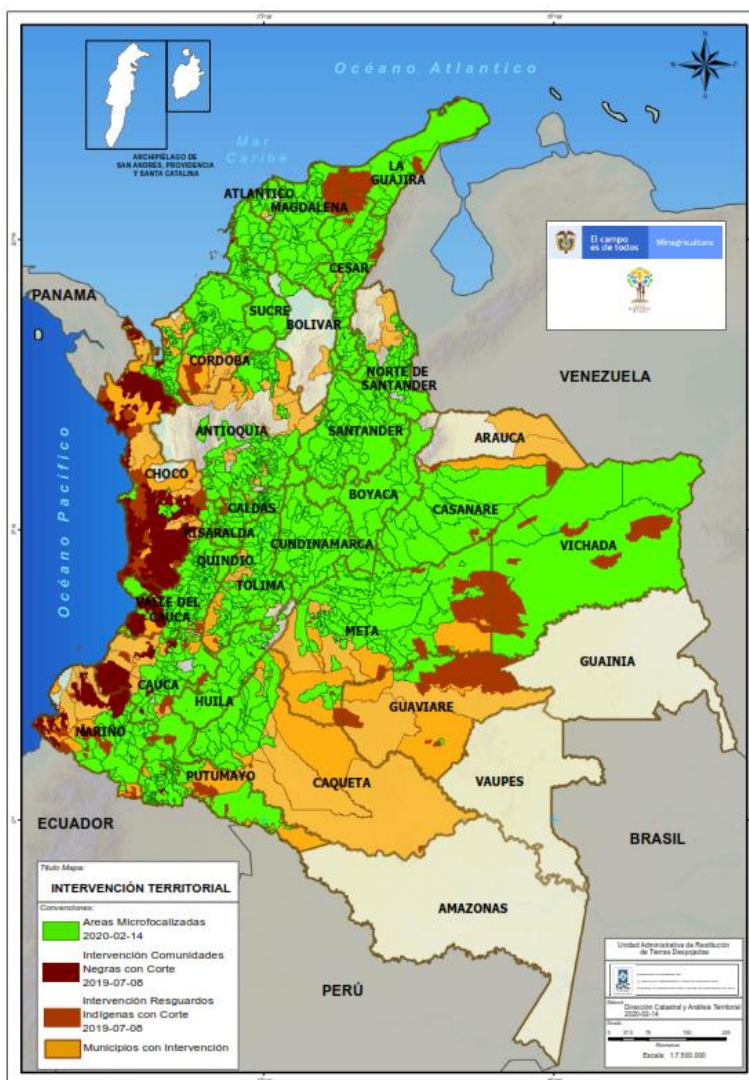 Océano Atlantico
Mar
Caribe
ARCHIPIÉLAGO DE
SAN ANDRÉS, PROVIDENCIA
Y SANTA CATALINA
LA
GUAJIRA
ATLANTICO
MAGDALENA
El campo
es de todos
Minagricultura
CESAR
PANAMA
SUCRE
BOLIVAR
CORDOBA
NORTE DE
SANTANDER
VENEZUELA
ANTIOQUIA
SANTANDER
ARAUCA
Océano Pacífico
CHOCO
BOYACA
CALDAS
CASANARE
RISARALDA
CUNDINAMARCA
VICHADA
QUINDIO
TOLIMA
VALLE DEL
CAUCA
META
GUAINIA
CAUCA
HUILA
GUAVIARE
NARIÑO
PUTUMAYO
CAQUETA
VAUPES
ECUADOR
BRASIL
AMAZONAS
PERÚ
Titulo Mapa:
INTERVENCIÓN TERRITORIAL
Convenciones:
Areas Microfocalizadas
2020-02-14
Intervención Comunidades
Negras con Corte
2019-07-08
Intervención Resguardos
Indígenas con Corte
2019-07-08
Municipios con Intervención
Unidad Administrativa de Restitución
de Tierras Despojadas
Dirección Catastral y Análisis Territorial
2020-02-14
Escala: 1:7.500.000